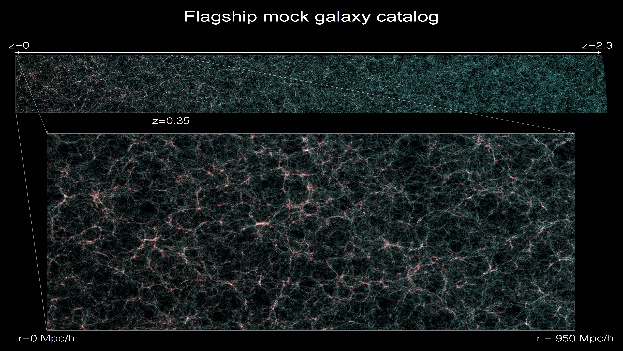 Flagship mock galaxy catalog
z=0 z=2.3
z=0.35
r=0 Mpc/h r = 950 Mpc/h